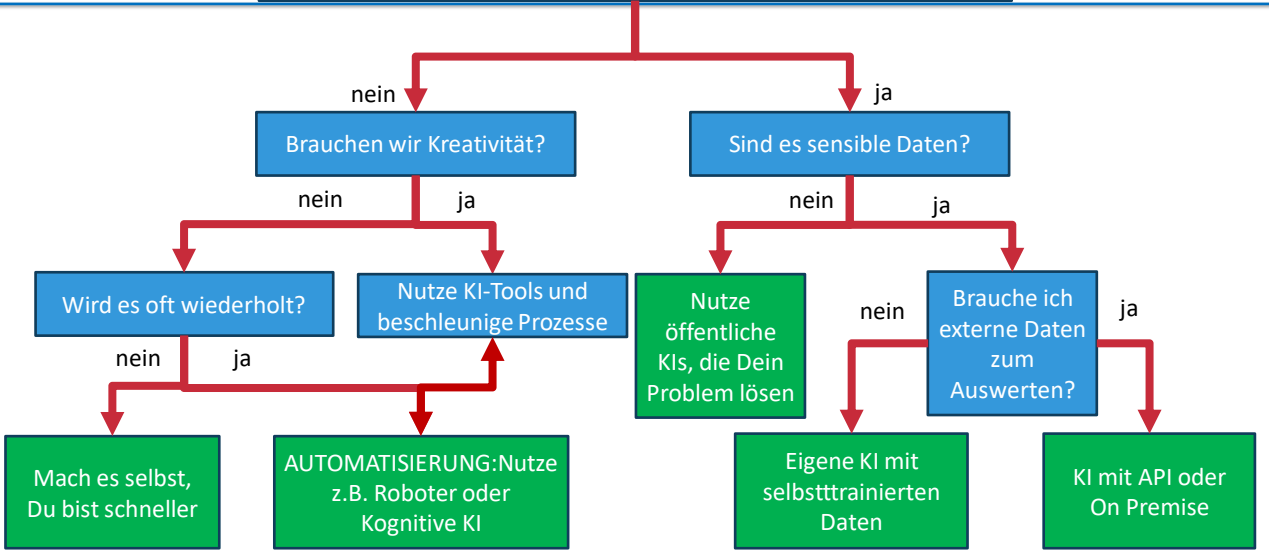 nein
ja
Brauchen wir Kreativität?
Sind es sensible Daten?
nein
ja
nein
ja
Wird es oft wiederholt?
Nutze KI-Tools und
beschleunige Prozesse
Nutze
öffentliche
KIs, die Dein
Problem lösen
Brauche ich
externe Daten
zum
Auswerten?
nein
ja
nein
ja
Mach es selbst,
Du bist schneller
AUTOMATISIERUNG:Nutze
z.B. Roboter oder
Kognitive KI
Eigene KI mit
selbstttrainierten
Daten
KI mit API oder
On Premise